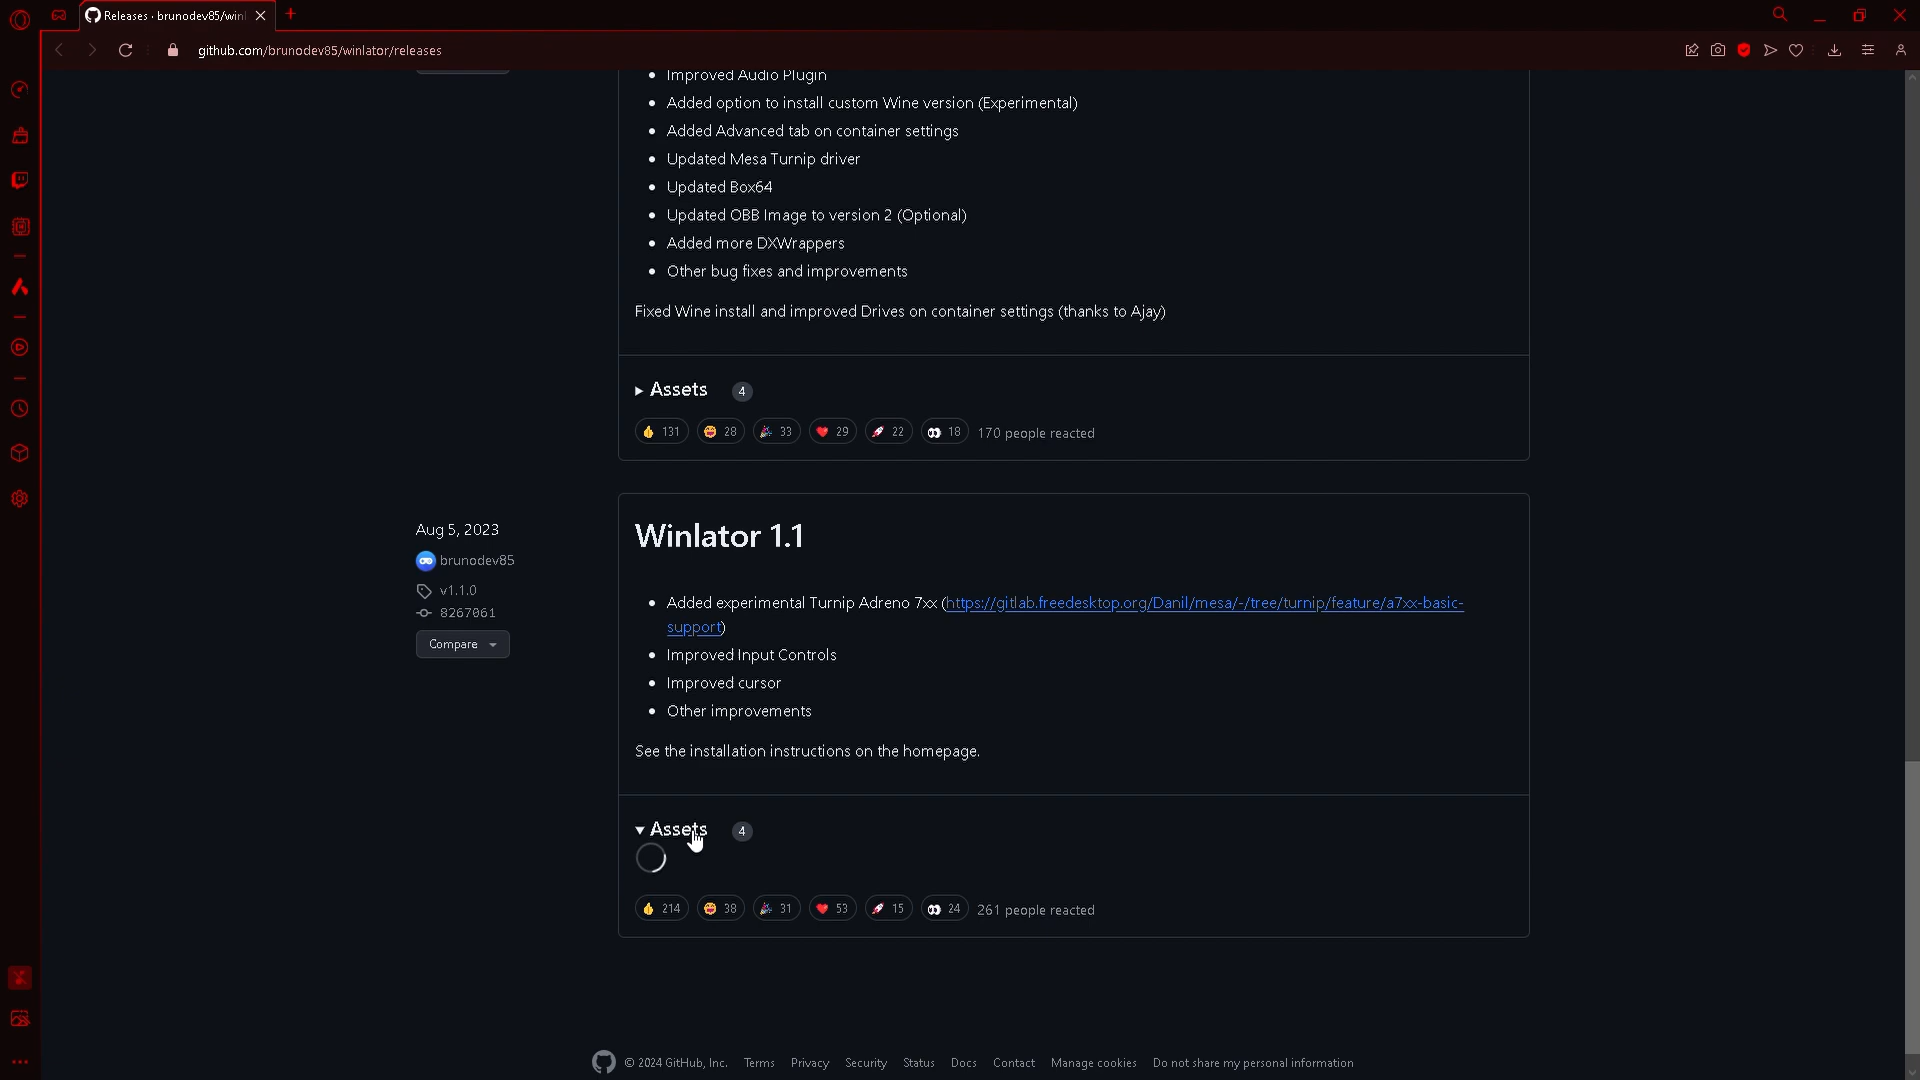 Releases · brunodev85/winl
github.com/brunodev85/winlator/releases
Improved Audio Plugin
Added option to install custom Wine version (Experimental)
Added Advanced tab on container settings
Updated Mesa Turnip driver
Updated Box64
Updated OBB Image to version 2 (Optional)
Added more DXWrappers
Other bug fixes and improvements
Fixed Wine install and improved Drives on container settings (thanks to Ajay)
Assets 4
131 28 33 29 22 18 170 people reacted
Aug 5, 2023
brunodev85
v1.1.0
8267061
Compare
Winlator 1.1
Added experimental Turnip Adreno 7xx (https://gitlab.freedesktop.org/Danil/mesa/-/tree/turnip/feature/a7xx-basic-
support)
Improved Input Controls
Improved cursor
Other improvements
See the installation instructions on the homepage.
Assets 4
214 38 31 53 15 24 261 people reacted
© 2024 GitHub, Inc. Terms Privacy Security Status Docs Contact Manage cookies Do not share my personal information